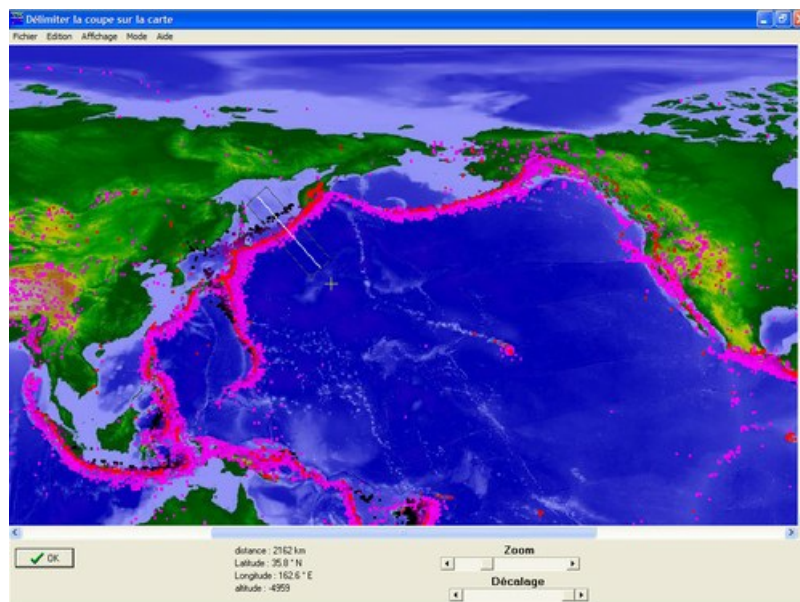 Délimiter la coupe sur la carte
Fichier Edition Affichage Mode Aide
OK
distance : 2162 km
Latitude : 35.8 ° N
Longitude : 162.6 ° E
altitude : -4959
Zoom
Décalage